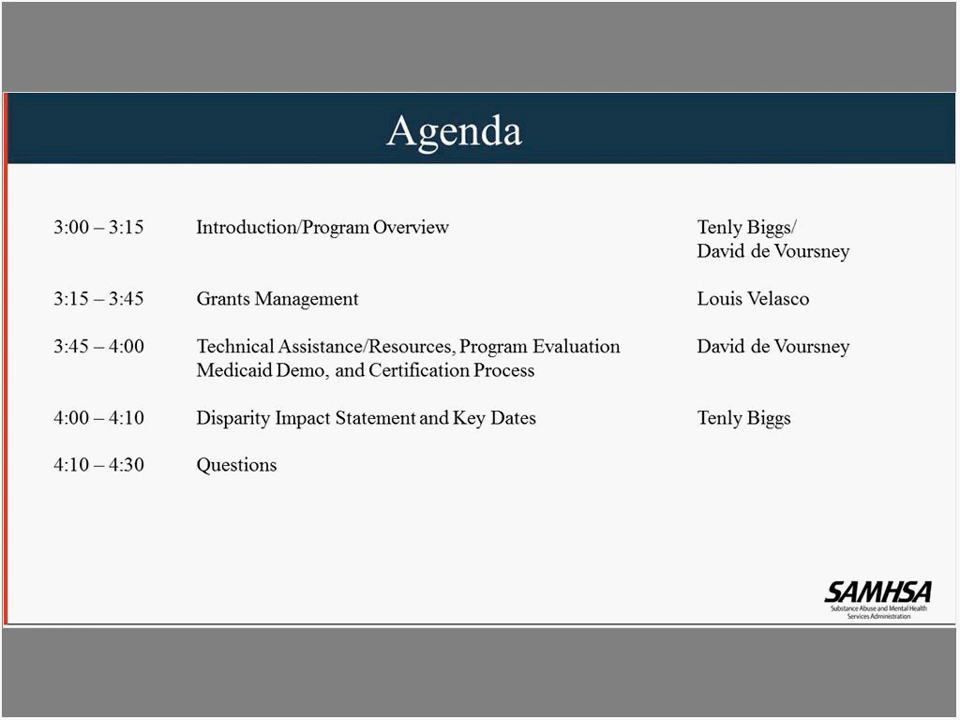 Agenda
3:00 – 3:15 Introduction/Program Overview Tenly Biggs/
David de Voursney
3:15 – 3:45 Grants Management Louis Velasco
3:45 – 4:00 Technical Assistance/Resources, Program Evaluation David de Voursney
Medicaid Demo, and Certification Process
4:00 – 4:10 Disparity Impact Statement and Key Dates Tenly Biggs
4:10 – 4:30 Questions
SAMHSA
Substance Abuse and Mental Health
Services Administration